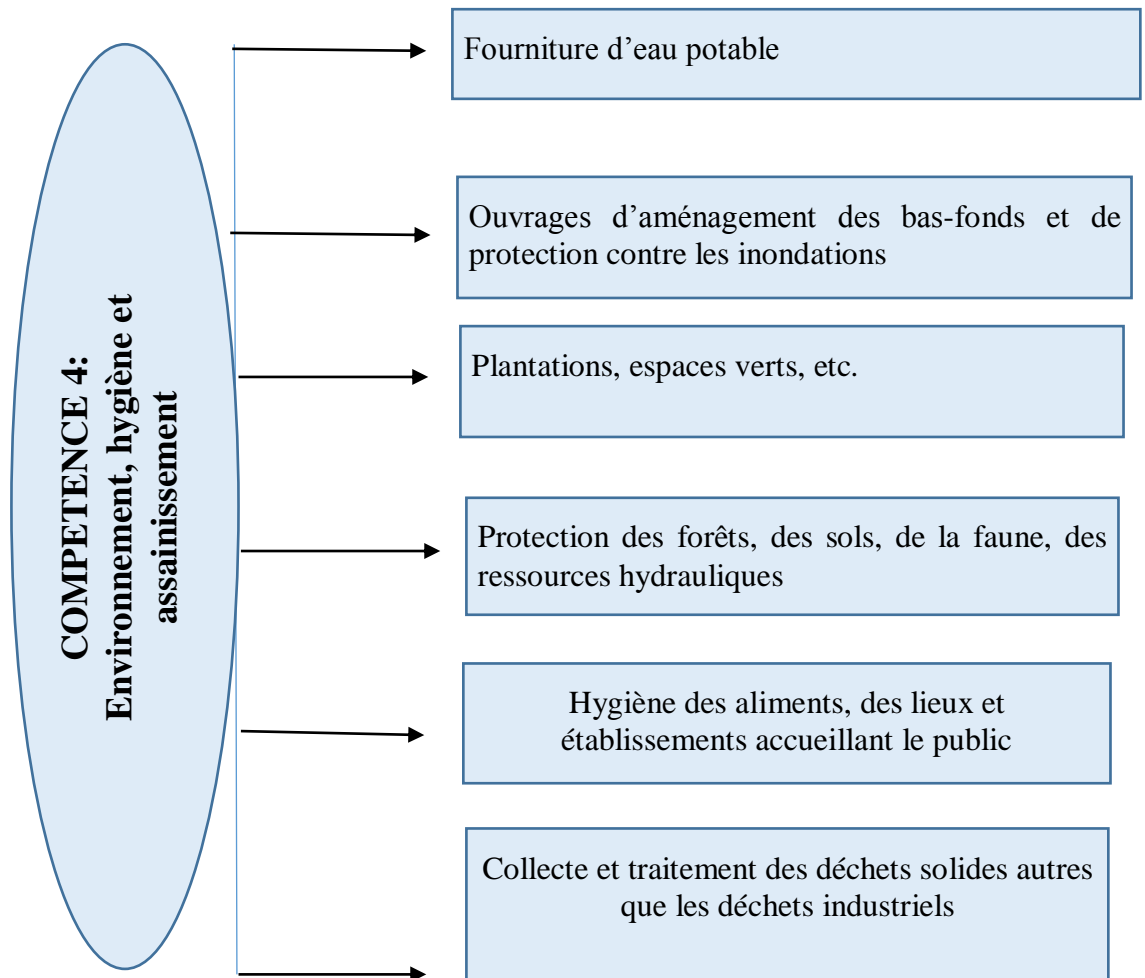 COMPETENCE 4:
Environnement, hygiène et
assainissement
Fourniture d’eau potable
Ouvrages d’aménagement des bas-fonds et de
protection contre les inondations
Plantations, espaces verts, etc.
Protection des forêts, des sols, de la faune, des
ressources hydrauliques
Hygiène des aliments, des lieux et
établissements accueillant le public
Collecte et traitement des déchets solides autres
que les déchets industriels